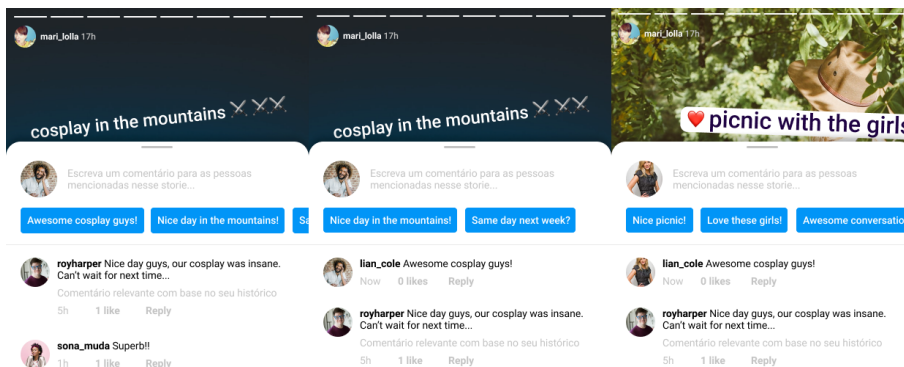 mari_lolla 17h
cosplay in the mountains ⚔️⚔️⚔️
Escreva um comentário para as pessoas
mencionadas nesse storie...
Awesome cosplay guys!
Nice day in the mountains!
Sa
royharper Nice day guys, our cosplay was insane.
Can't wait for next time...
Comentário relevante com base no seu histórico
5h 1 like Reply
sona_muda Superb!!
1h 1 like Reply
mari_lolla 17h
cosplay in the mountains ⚔️⚔️⚔️
Escreva um comentário para as pessoas
mencionadas nesse storie...
Nice day in the mountains!
Same day next week?
lian_cole Awesome cosplay guys!
Now 0 likes Reply
royharper Nice day guys, our cosplay was insane.
Can't wait for next time...
Comentário relevante com base no seu histórico
5h 1 like Reply
mari_lolla 17h
❤️ picnic with the girls
Escreva um comentário para as pessoas
mencionadas nesse storie...
Nice picnic!
Love these girls!
Awesome conversatio
lian_cole Awesome cosplay guys!
Now 0 likes Reply
royharper Nice day guys, our cosplay was insane.
Can't wait for next time...
Comentário relevante com base no seu histórico
5h 1 like Reply